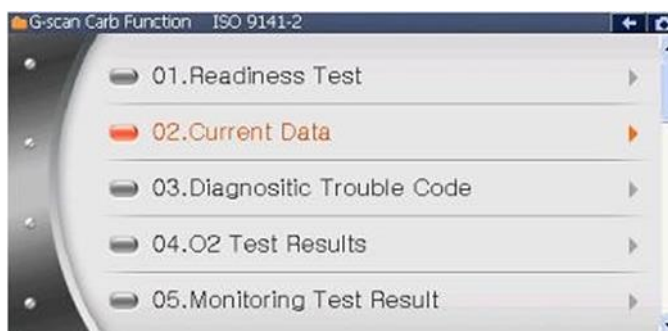 G-scan Carb Function ISO 9141-2
01.Readiness Test
02.Current Data
03.Diagnositic Trouble Code
04.O2 Test Results
05.Monitoring Test Result